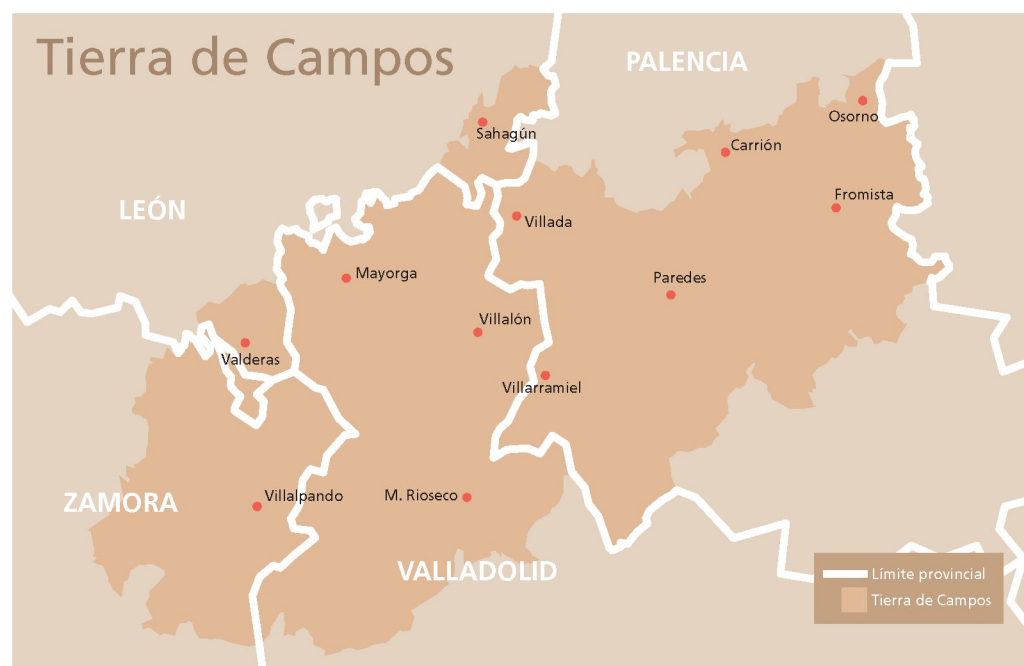 Tierra de Campos
PALENCIA
Osorno
Sahagún
Carrión
Fromista
LEÓN
Villada
Mayorga
Paredes
Villalón
Valderas
Villarramiel
ZAMORA
Villalpando
M. Rioseco
VALLADOLID
Límite provincial
Tierra de Campos